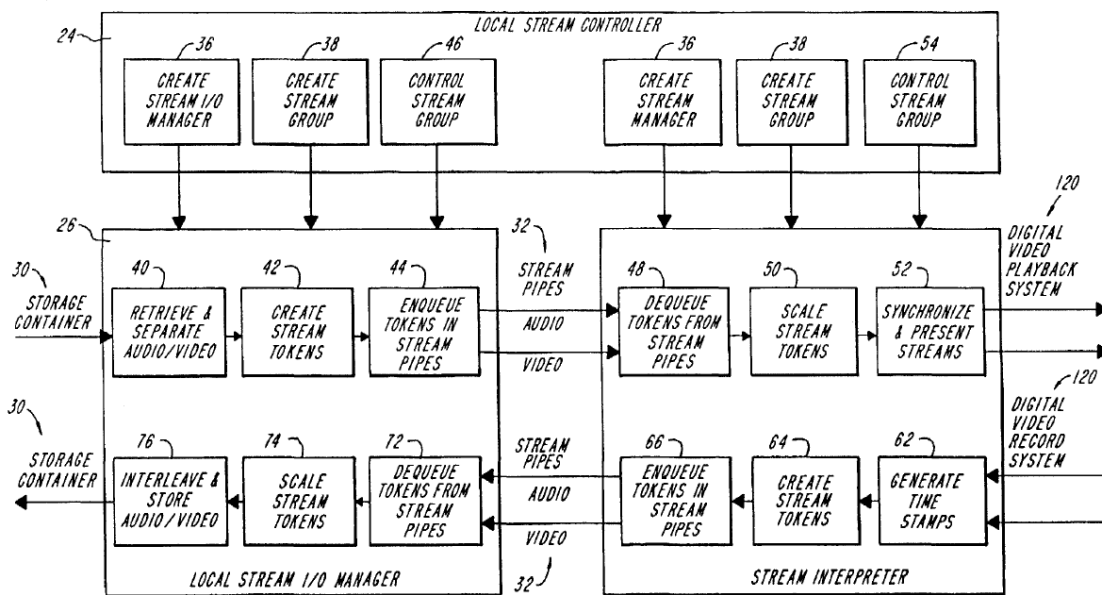 LOCAL STREAM CONTROLLER
24
36
38
46
36
38
54
CREATE
STREAM I/O
MANAGER
CREATE
STREAM
GROUP
CONTROL
STREAM
GROUP
CREATE
STREAM
MANAGER
CREATE
STREAM
GROUP
CONTROL
STREAM
GROUP
26
30
STORAGE
CONTAINER
40
RETRIEVE &
SEPARATE
AUDIO/VIDEO
42
CREATE
STREAM
TOKENS
44
ENQUEUE
TOKENS IN
STREAM
PIPES
32
STREAM
PIPES
AUDIO
VIDEO
48
DEQUEUE
TOKENS FROM
STREAM
PIPES
50
SCALE
STREAM
TOKENS
52
SYNCHRONIZE
& PRESENT
STREAMS
120
DIGITAL
VIDEO
PLAYBACK
SYSTEM
30
STORAGE
CONTAINER
76
INTERLEAVE &
STORE
AUDIO/VIDEO
74
SCALE
STREAM
TOKENS
72
DEQUEUE
TOKENS FROM
STREAM
PIPES
STREAM
PIPES
AUDIO
VIDEO
32
66
ENQUEUE
TOKENS IN
STREAM
PIPES
64
CREATE
STREAM
TOKENS
62
GENERATE
TIME
STAMPS
120
DIGITAL
VIDEO
RECORD
SYSTEM
LOCAL STREAM I/O MANAGER
STREAM INTERPRETER